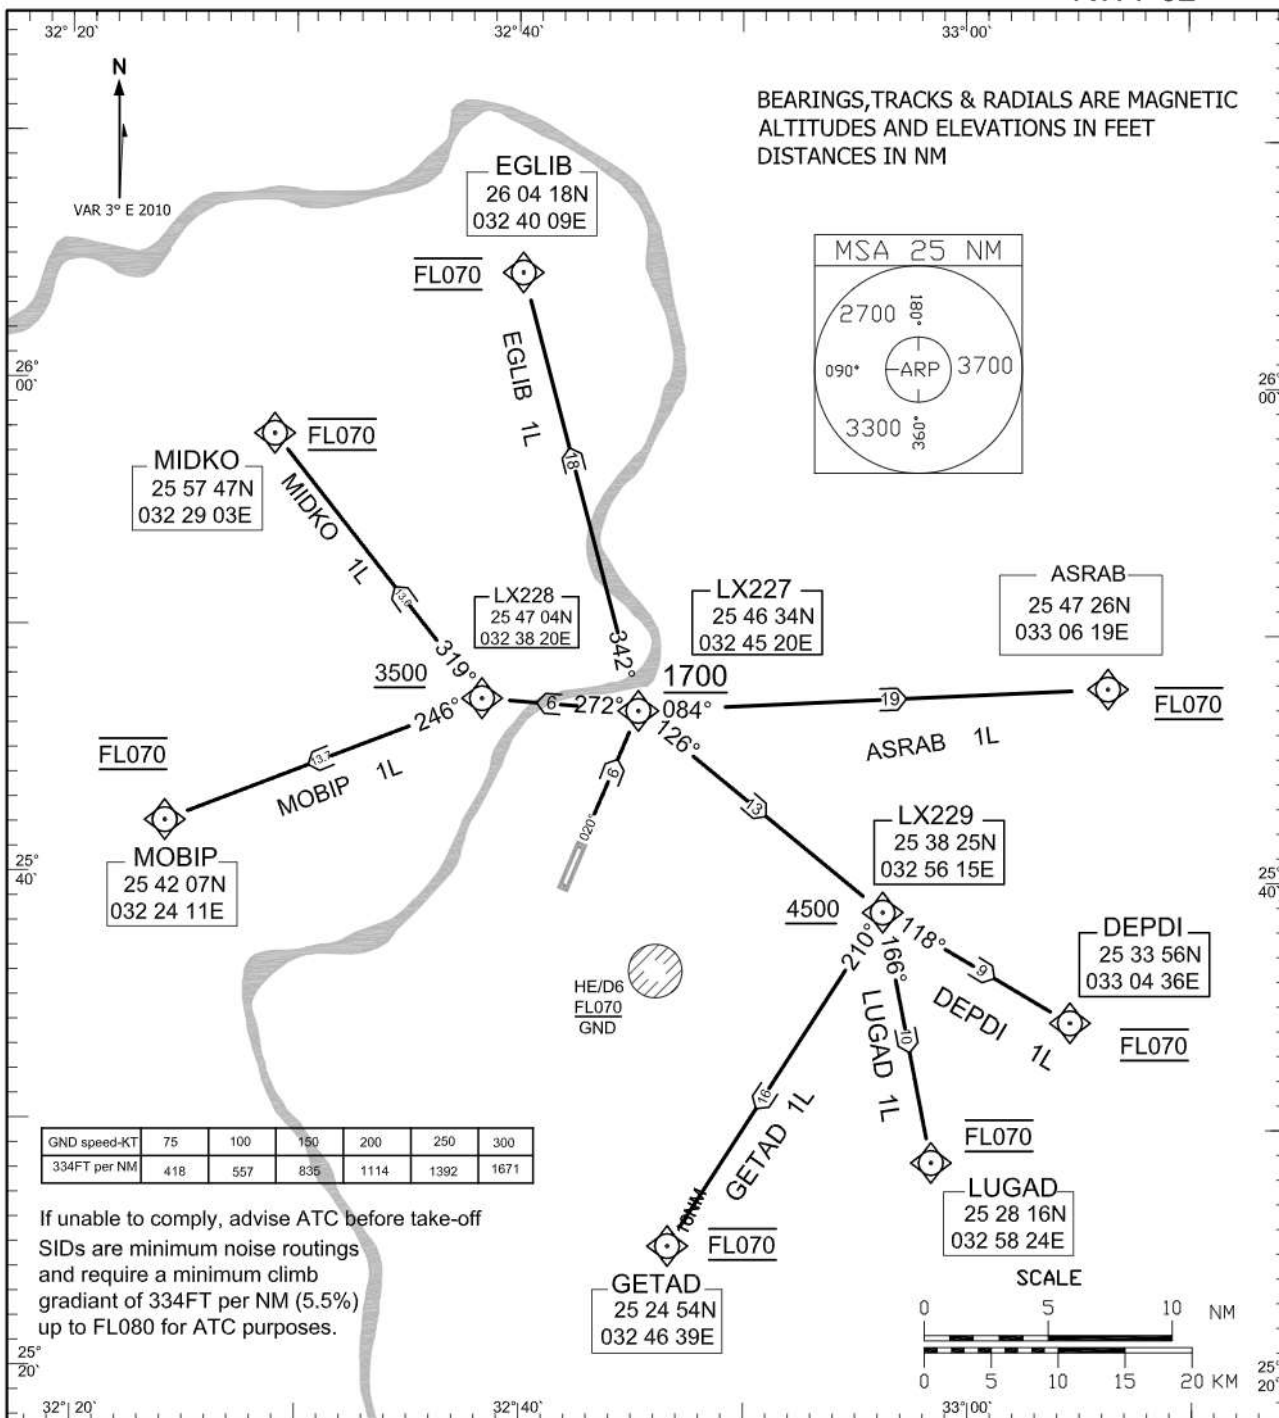 32° 20`
32° 40`
33° 00`
N
VAR 3° E 2010
BEARINGS,TRACKS & RADIALS ARE MAGNETIC
ALTITUDES AND ELEVATIONS IN FEET
DISTANCES IN NM
EGLIB
26 04 18N
032 40 09E
FL070
MSA 25 NM
2700
180°
090°
ARP
3700
3300
360°
EGLIB 1L
18
342°
26°
00`
26°
00`
FL070
MIDKO
25 57 47N
032 29 03E
MIDKO 1L
13.6
319°
LX228
25 47 04N
032 38 20E
3500
LX227
25 46 34N
032 45 20E
1700
ASRAB
25 47 26N
033 06 19E
FL070
246°
6
272°
084°
19
ASRAB 1L
126°
FL070
13.7
MOBIP 1L
MOBIP
25 42 07N
032 24 11E
6
020°
13
LX229
25 38 25N
032 56 15E
4500
25°
40`
25°
40`
210°
166°
118°
9
DEPDI 1L
DEPDI
25 33 56N
033 04 36E
FL070
HE/D6
FL070
GND
10
LUGAD 1L
16
GETAD 1L
16NM
FL070
LUGAD
25 28 16N
032 58 24E
FL070
GETAD
25 24 54N
032 46 39E
GND speed-KT 75 100 150 200 250 300
334FT per NM 418 557 835 1114 1392 1671
If unable to comply, advise ATC before take-off
SIDs are minimum noise routings
and require a minimum climb
gradiant of 334FT per NM (5.5%)
up to FL080 for ATC purposes.
SCALE
0 5 10 NM
0 5 10 15 20 KM
25°
20`
25°
20`
32° 20`
32° 40`
33° 00`